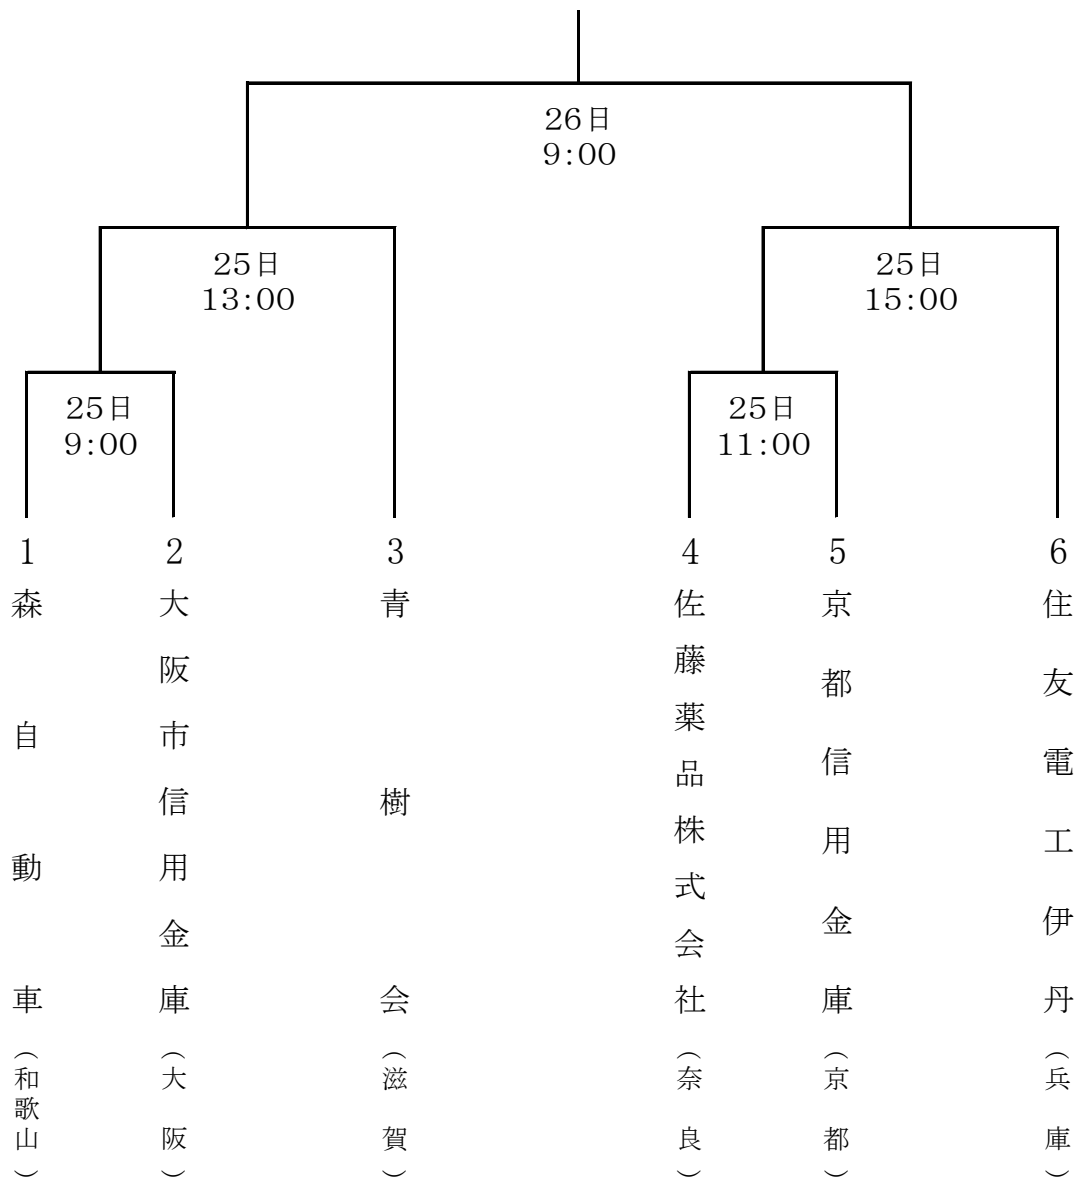 26日
9:00
25日
13:00
25日
15:00
25日
9:00
25日
11:00
1
2
3
4
5
6
森自動車(和歌山)
大阪市信用金庫(大阪)
青樹会(滋賀)
佐藤薬品株式会社(奈良)
京都信用金庫(京都)
住友電工伊丹(兵庫)